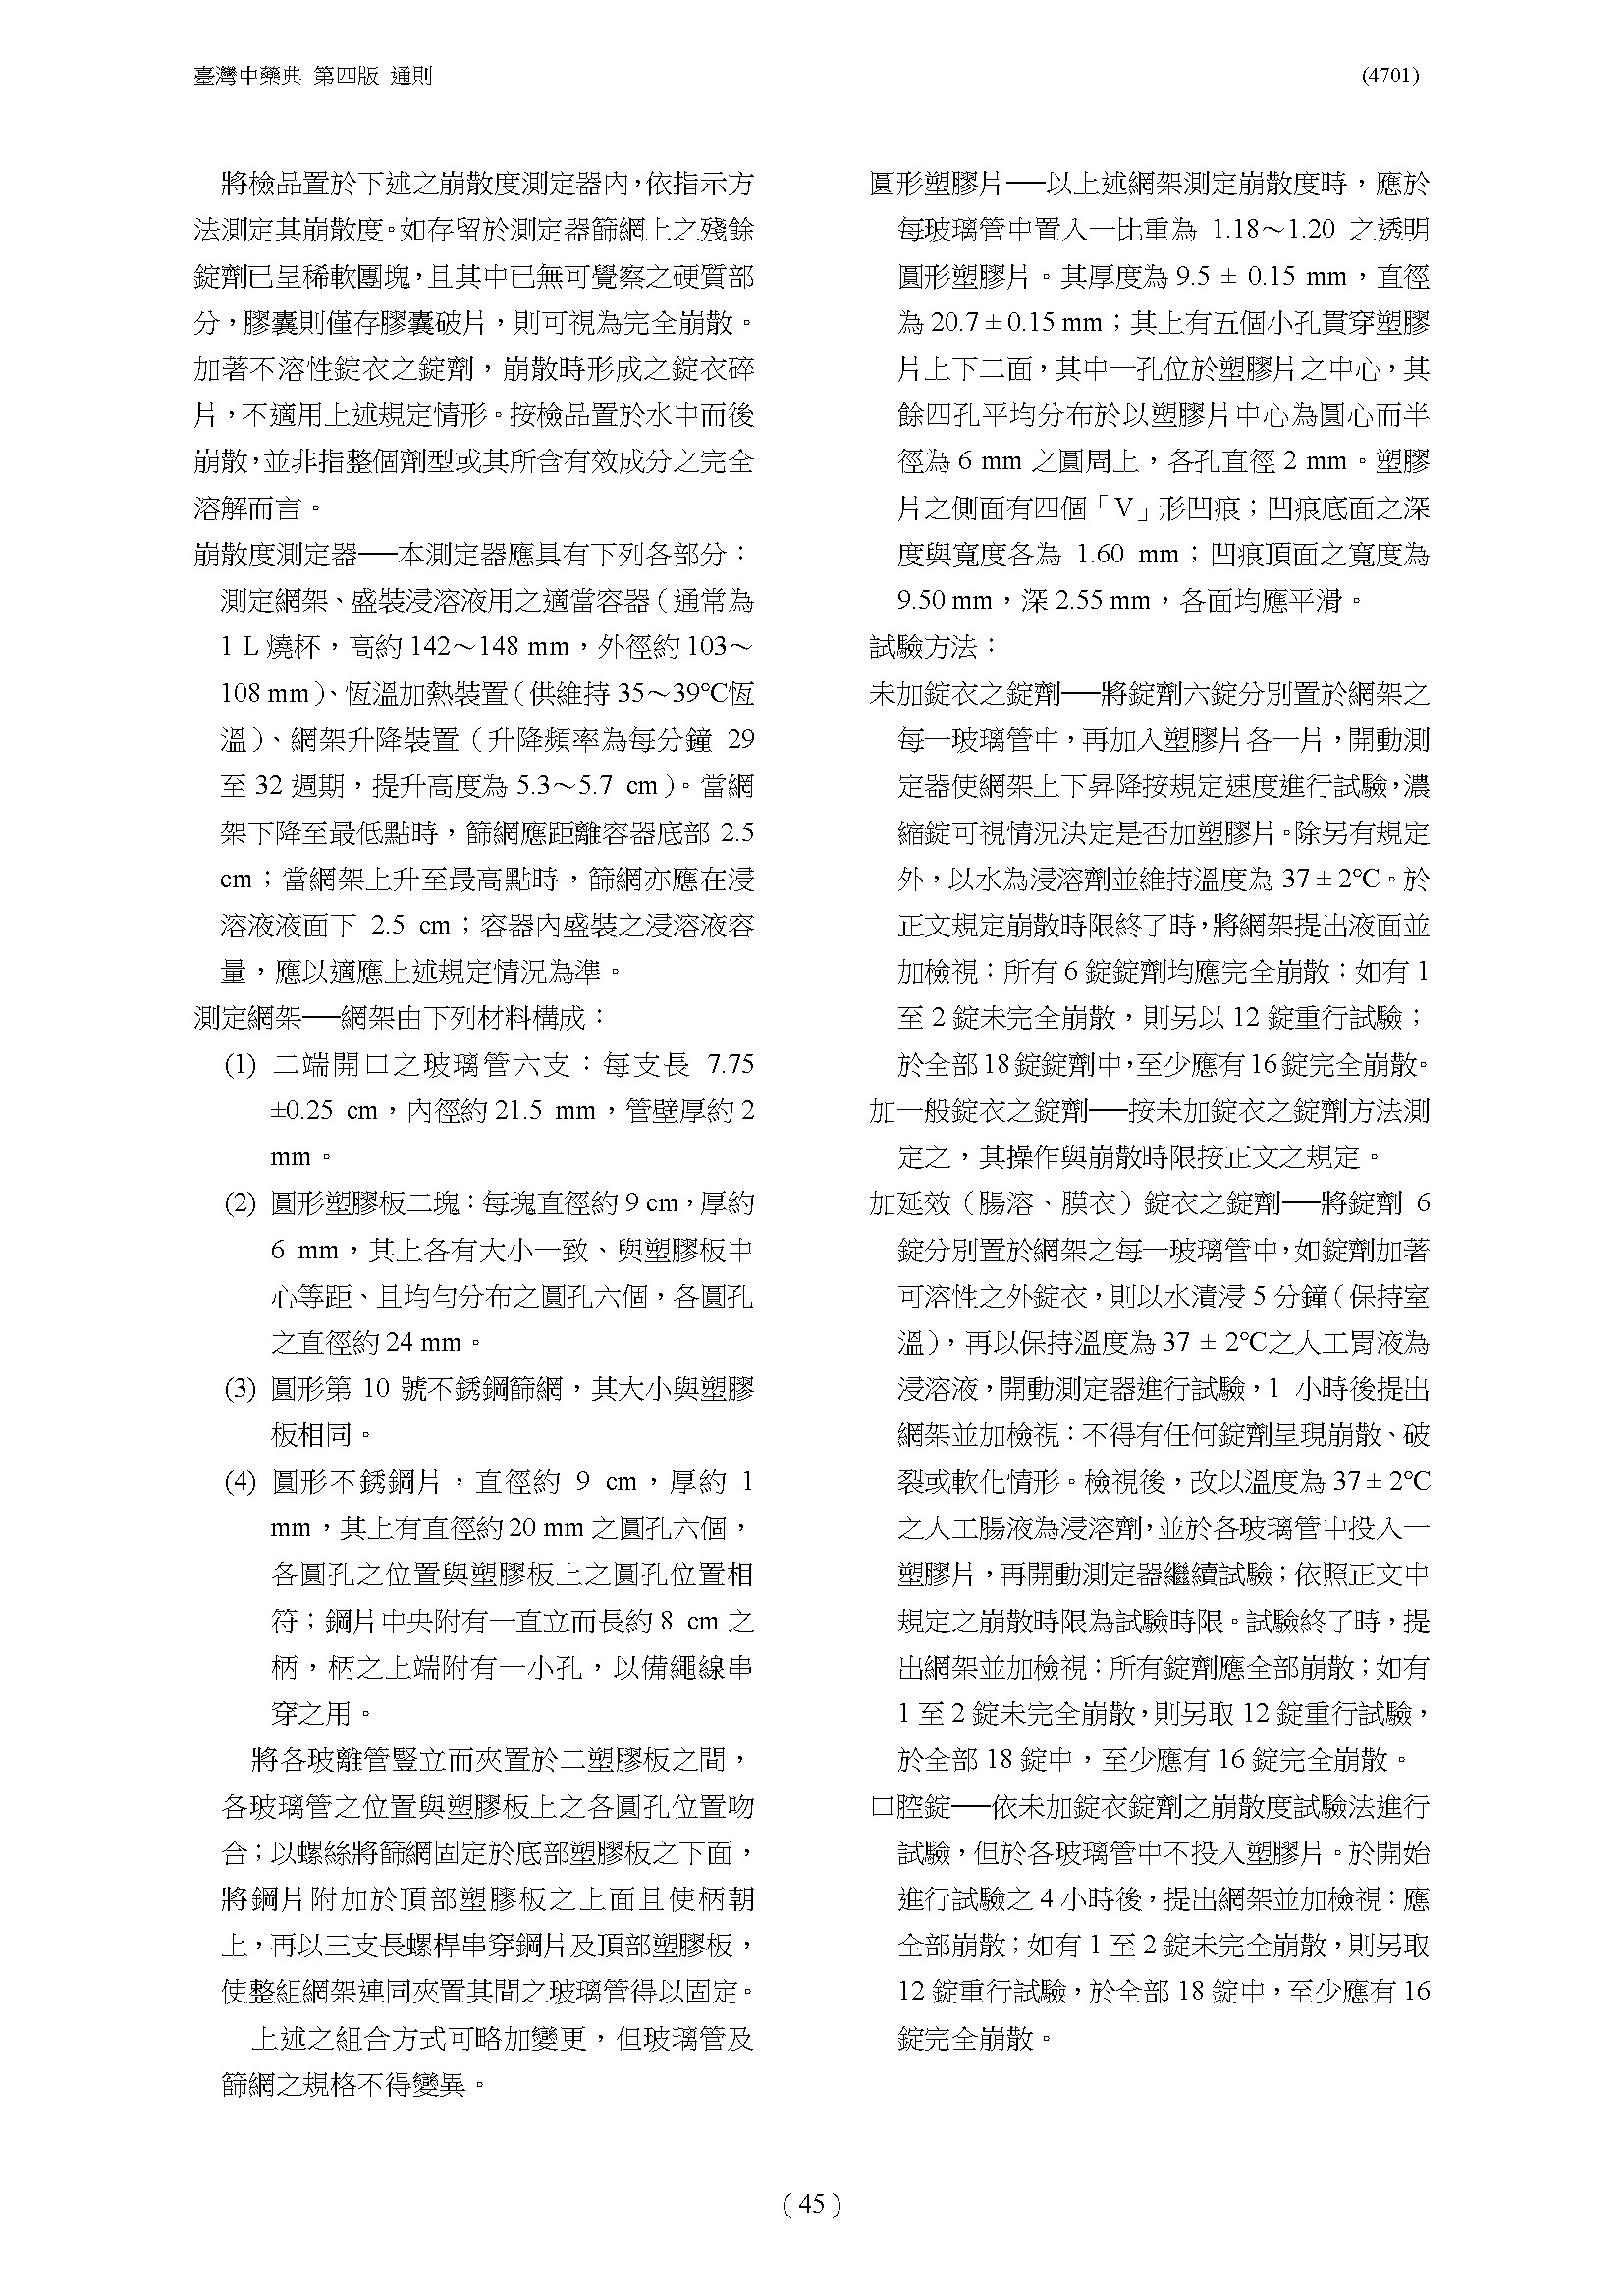 臺灣中藥典 第四版 通則
(4701)
將檢品置於下述之崩散度測定器內，依指示方
法測定其崩散度。如存留於測定器篩網上之殘餘
錠劑已呈稀軟團塊，且其中已無可覺察之硬質部
分，膠囊則僅存膠囊破片，則可視為完全崩散。
加著不溶性錠衣之錠劑，崩散時形成之錠衣碎
片，不適用上述規定情形。按檢品置於水中而後
崩散，並非指整個劑型或其所含有效成分之完全
溶解而言。
崩散度測定器──本測定器應具有下列各部分：
測定網架、盛裝浸溶液用之適當容器（通常為
1 L 燒杯，高約 142～148 mm，外徑約 103～
108 mm）、恆溫加熱裝置（供維持 35～39℃恆
溫）、網架升降裝置（升降頻率為每分鐘 29
至 32 週期，提升高度為 5.3～5.7 cm）。當網
架下降至最低點時，篩網應距離容器底部 2.5
cm；當網架上升至最高點時，篩網亦應在浸
溶液液面下 2.5 cm；容器內盛裝之浸溶液容
量，應以適應上述規定情況為準。
測定網架──網架由下列材料構成：
(1) 二端開口之玻璃管六支：每支長 7.75
±0.25 cm，內徑約 21.5 mm，管壁厚約 2
mm。
(2) 圓形塑膠板二塊：每塊直徑約 9 cm，厚約
6 mm，其上各有大小一致、與塑膠板中
心等距、且均勻分布之圓孔六個，各圓孔
之直徑約 24 mm。
(3) 圓形第 10 號不銹鋼篩網，其大小與塑膠
板相同。
(4) 圓形不銹鋼片，直徑約 9 cm，厚約 1
mm，其上有直徑約 20 mm 之圓孔六個，
各圓孔之位置與塑膠板上之圓孔位置相
符；鋼片中央附有一直立而長約 8 cm 之
柄，柄之上端附有一小孔，以備繩線串
穿之用。
將各玻離管豎立而夾置於二塑膠板之間，
各玻璃管之位置與塑膠板上之各圓孔位置吻
合；以螺絲將篩網固定於底部塑膠板之下面，
將鋼片附加於頂部塑膠板之上面且使柄朝
上，再以三支長螺桿串穿鋼片及頂部塑膠板，
使整組網架連同夾置其間之玻璃管得以固定。
上述之組合方式可略加變更，但玻璃管及
篩網之規格不得變異。
圓形塑膠片──以上述網架測定崩散度時，應於
每玻璃管中置入一比重為 1.18～1.20 之透明
圓形塑膠片。其厚度為 9.5 ± 0.15 mm，直徑
為 20.7 ± 0.15 mm；其上有五個小孔貫穿塑膠
片上下二面，其中一孔位於塑膠片之中心，其
餘四孔平均分布於以塑膠片中心為圓心而半
徑為 6 mm 之圓周上，各孔直徑 2 mm。塑膠
片之側面有四個「V」形凹痕；凹痕底面之深
度與寬度各為 1.60 mm；凹痕頂面之寬度為
9.50 mm，深 2.55 mm，各面均應平滑。
試驗方法：
未加錠衣之錠劑──將錠劑六錠分別置於網架之
每一玻璃管中，再加入塑膠片各一片，開動測
定器使網架上下昇降按規定速度進行試驗，濃
縮錠可視情況決定是否加塑膠片。除另有規定
外，以水為浸溶劑並維持溫度為 37 ± 2℃。於
正文規定崩散時限終了時，將網架提出液面並
加檢視：所有 6 錠錠劑均應完全崩散：如有 1
至 2 錠未完全崩散，則另以 12 錠重行試驗；
於全部 18 錠錠劑中，至少應有 16 錠完全崩散。
加一般錠衣之錠劑──按未加錠衣之錠劑方法測
定之，其操作與崩散時限按正文之規定。
加延效（腸溶、膜衣）錠衣之錠劑──將錠劑 6
錠分別置於網架之每一玻璃管中，如錠劑加著
可溶性之外錠衣，則以水漬浸 5 分鐘（保持室
溫），再以保持溫度為 37 ± 2℃之人工胃液為
浸溶液，開動測定器進行試驗，1 小時後提出
網架並加檢視：不得有任何錠劑呈現崩散、破
裂或軟化情形。檢視後，改以溫度為 37 ± 2℃
之人工腸液為浸溶劑，並於各玻璃管中投入一
塑膠片，再開動測定器繼續試驗；依照正文中
規定之崩散時限為試驗時限。試驗終了時，提
出網架並加檢視：所有錠劑應全部崩散；如有
1 至 2 錠未完全崩散，則另取 12 錠重行試驗，
於全部 18 錠中，至少應有 16 錠完全崩散。
口腔錠──依未加錠衣錠劑之崩散度試驗法進行
試驗，但於各玻璃管中不投入塑膠片。於開始
進行試驗之 4 小時後，提出網架並加檢視：應
全部崩散；如有 1 至 2 錠未完全崩散，則另取
12 錠重行試驗，於全部 18 錠中，至少應有 16
錠完全崩散。
( 45 )